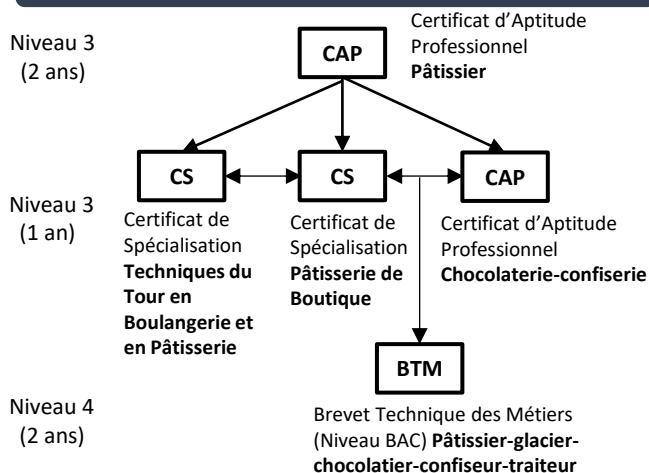 Niveau 3
(2 ans)
CAP
Certificat d’Aptitude
Professionnel
Pâtissier
Niveau 3
(1 an)
CS
Certificat de
Spécialisation
Techniques du
Tour en
Boulangerie et
en Pâtisserie
CS
Certificat de
Spécialisation
Pâtisserie de
Boutique
CAP
Certificat d’Aptitude
Professionnel
Chocolaterie-confiserie
Niveau 4
(2 ans)
BTM
Brevet Technique des Métiers
(Niveau BAC) Pâtissier-glacier-
chocolatier-confiseur-traiteur